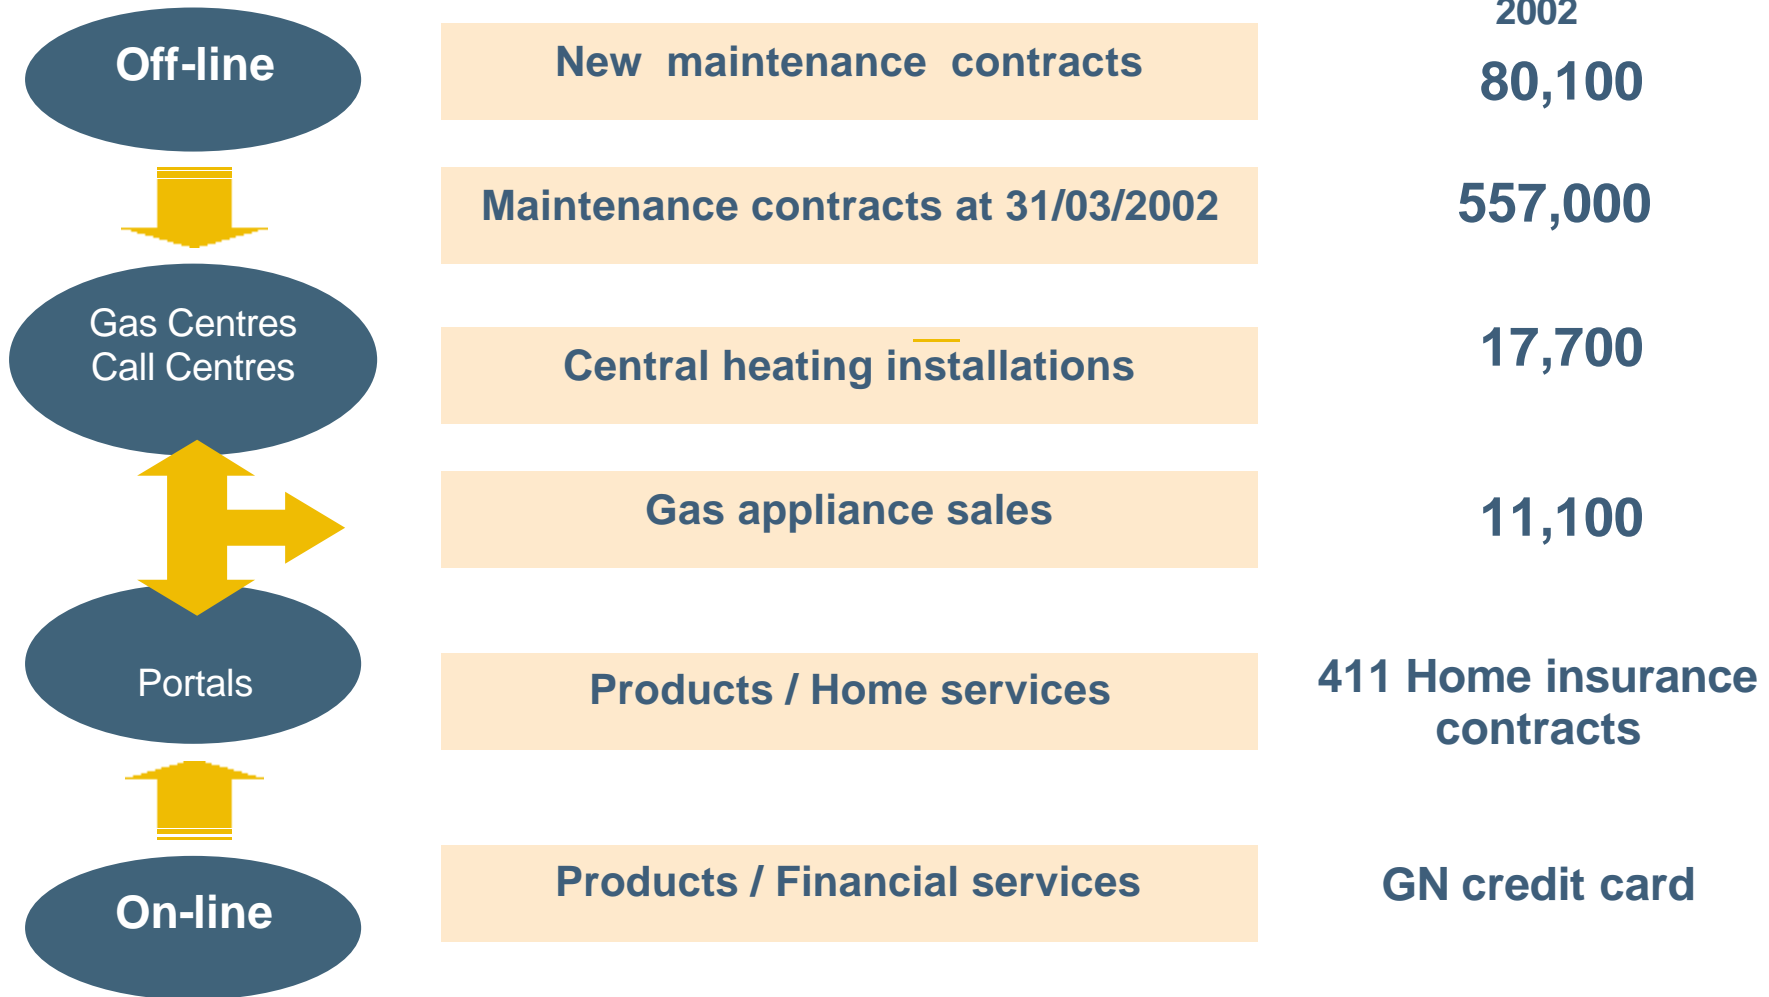 2002
Off-line
New maintenance contracts
80,100
Maintenance contracts at 31/03/2002
557,000
Gas Centres
Call Centres
Central heating installations
17,700
Gas appliance sales
11,100
Portals
Products / Home services
411 Home insurance
contracts
On-line
Products / Financial services
GN credit card